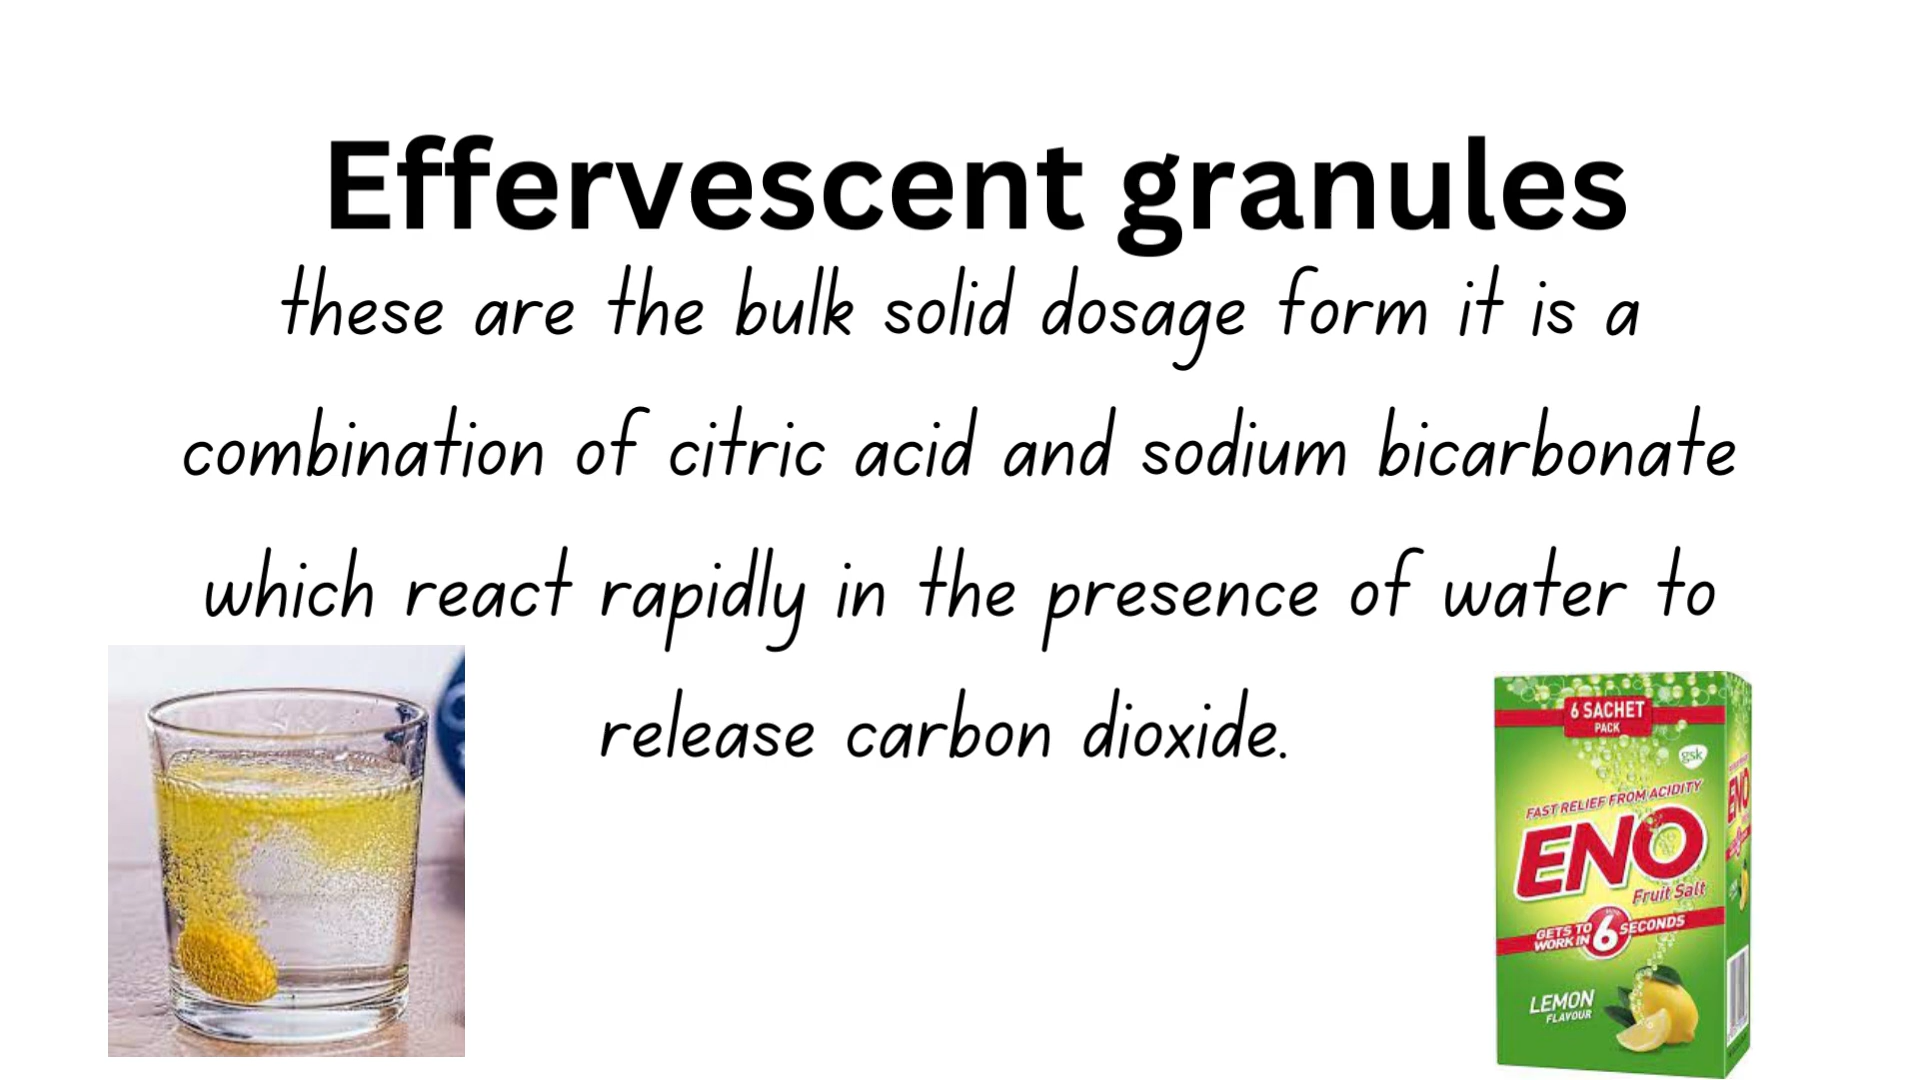 Effervescent granules
these are the bulk solid dosage form it is a
combination of citric acid and sodium bicarbonate
which react rapidly in the presence of water to
release carbon dioxide.
6 SACHET
PACK
gsk
FAST RELIEF FROM ACIDITY
ENO
Fruit Salt
GETS TO
WORK IN 6 SECONDS
LEMON
FLAVOUR
ENO